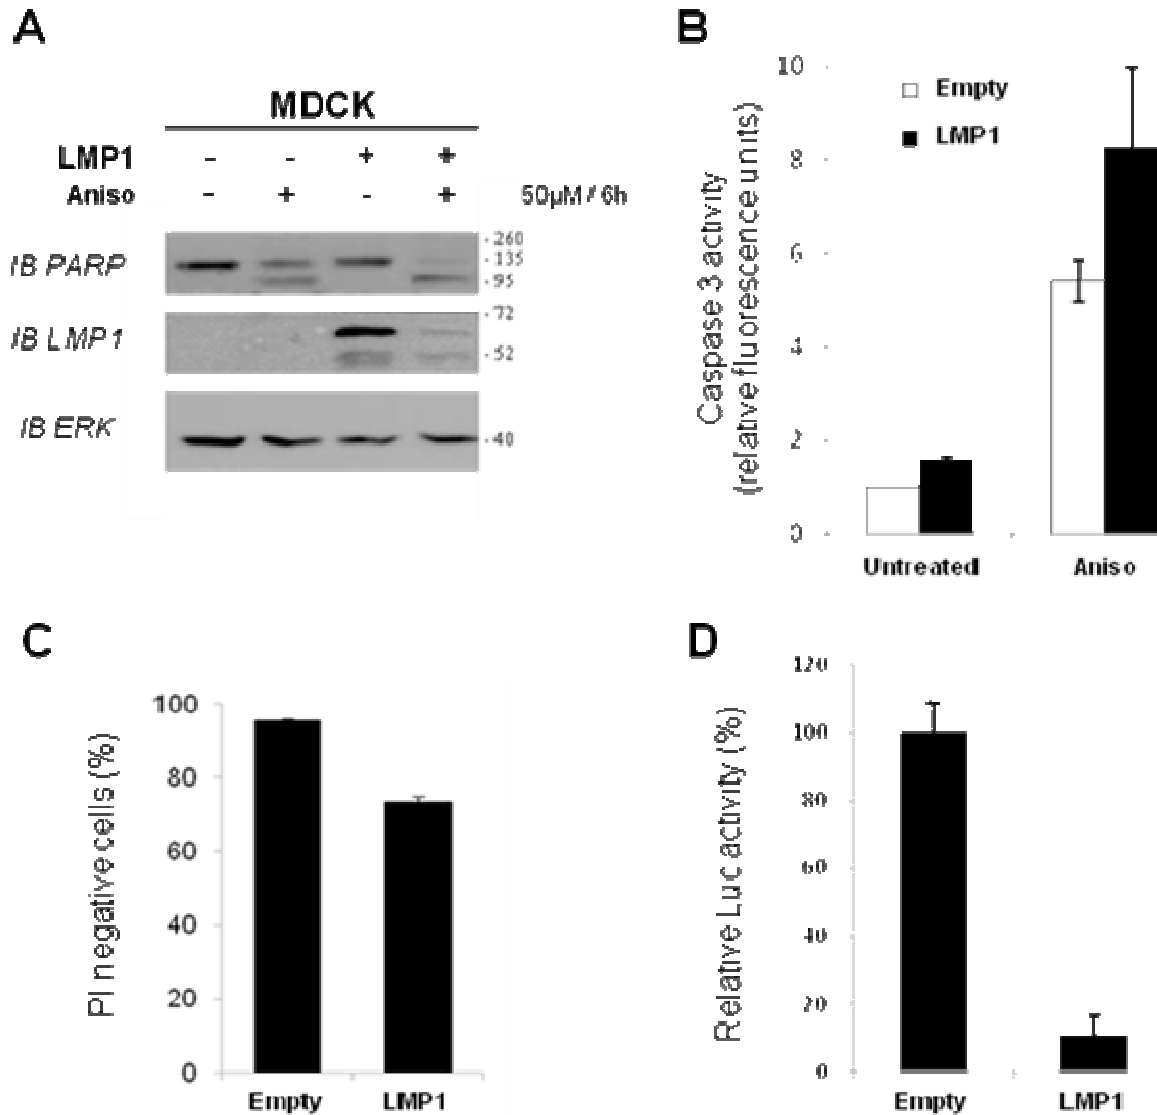 A
MDCK
LMP1 - - + +
Aniso - + - + 50µM / 6h
IB PARP
260
135
95
IB LMP1
72
52
IB ERK
40
B
Caspase 3 activity
(relative fluorescence units)
10
8
6
4
2
0
Empty
LMP1
Untreated
Aniso
C
PI negative cells (%)
100
80
60
40
20
0
Empty
LMP1
D
Relative Luc activity (%)
120
100
80
60
40
20
0
Empty
LMP1